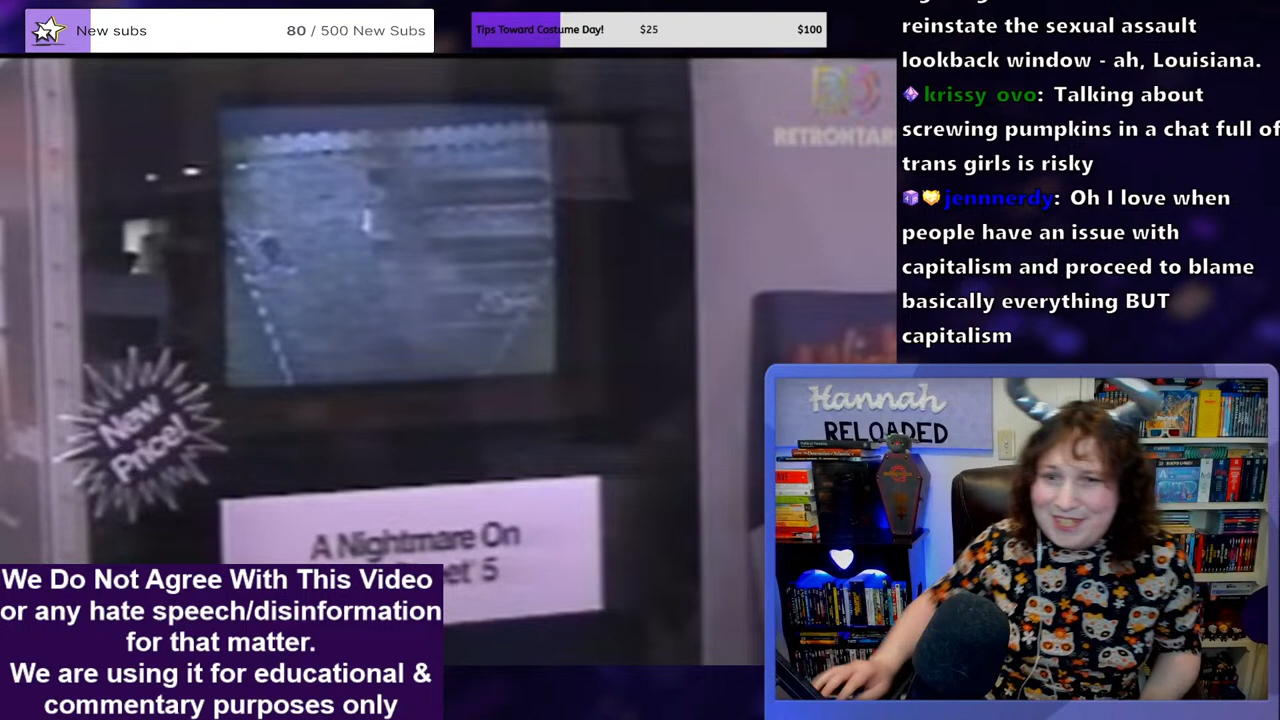 New subs
80 / 500 New Subs
Tips Toward Costume Day!
$25
$100
reinstate the sexual assault
lookback window - ah, Louisiana.
krissy_ovo: Talking about
screwing pumpkins in a chat full of
trans girls is risky
jennnerdy: Oh I love when
people have an issue with
capitalism and proceed to blame
basically everything BUT
capitalism
RETRONTARI
New
Price!
A Nightmare On
5
Hannah
RELOADED
We Do Not Agree With This Video
or any hate speech/disinformation
for that matter.
We are using it for educational &
commentary purposes only